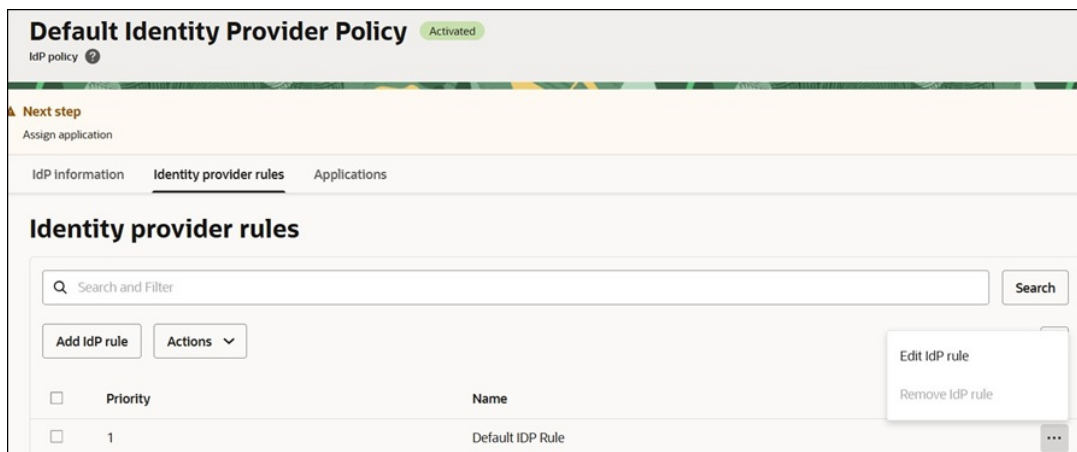 Default Identity Provider Policy Activated
IdP policy ?
Next step
Assign application
IdP information Identity provider rules Applications
Identity provider rules
Search and Filter Search
Add IdP rule Actions
Edit IdP rule
Remove IdP rule
Priority Name
1 Default IDP Rule ...